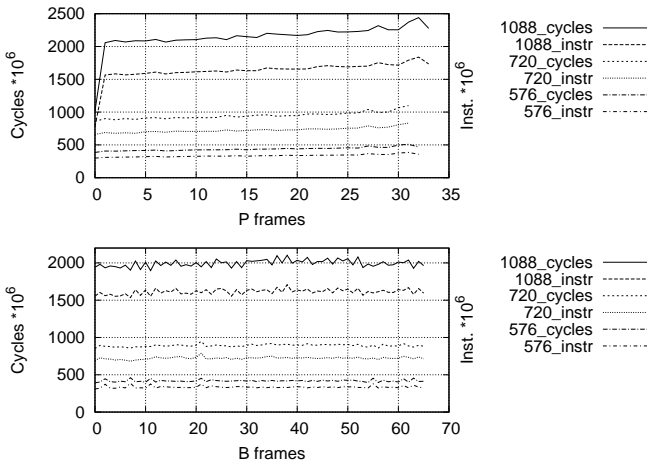 2500
2000
1500
1000
500
0
Cycles *10^6
Inst. *10^6
0 5 10 15 20 25 30 35
P frames
1088_cycles
1088_instr
720_cycles
720_instr
576_cycles
576_instr
2000
1500
1000
500
0
Cycles *10^6
Inst. *10^6
0 10 20 30 40 50 60 70
B frames
1088_cycles
1088_instr
720_cycles
720_instr
576_cycles
576_instr